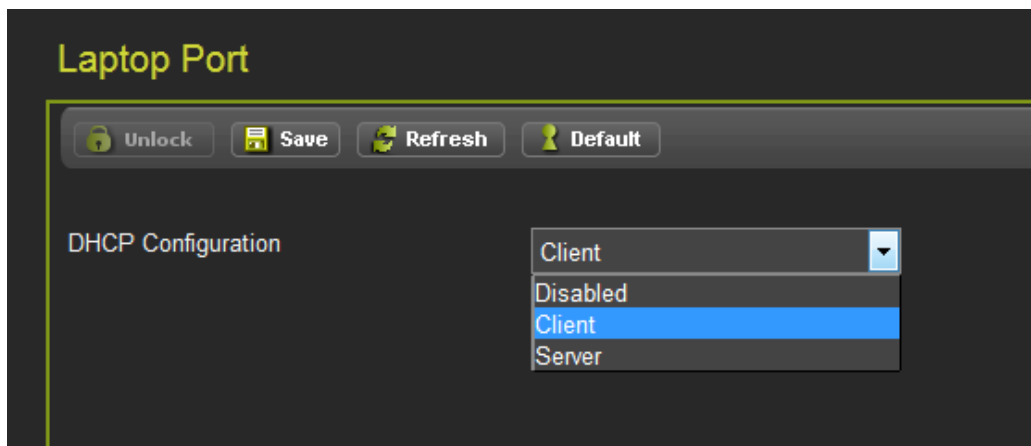 Laptop Port
Unlock Save Refresh Default
DHCP Configuration Client
Disabled
Client
Server